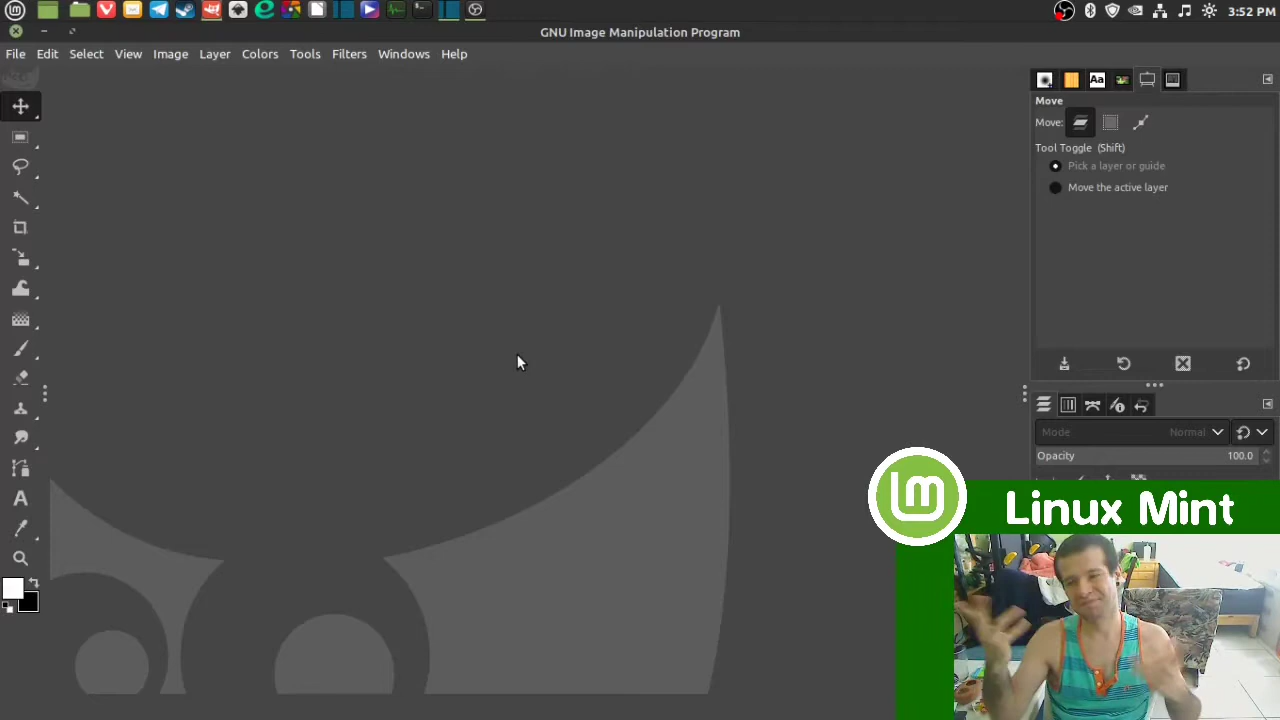 3:52 PM
GNU Image Manipulation Program
File Edit Select View Image Layer Colors Tools Filters Windows Help
Aa
Move
Move:
Tool Toggle (Shift)
Pick a layer or guide
Move the active layer
Mode Normal
Opacity 100.0
A
lm Linux Mint